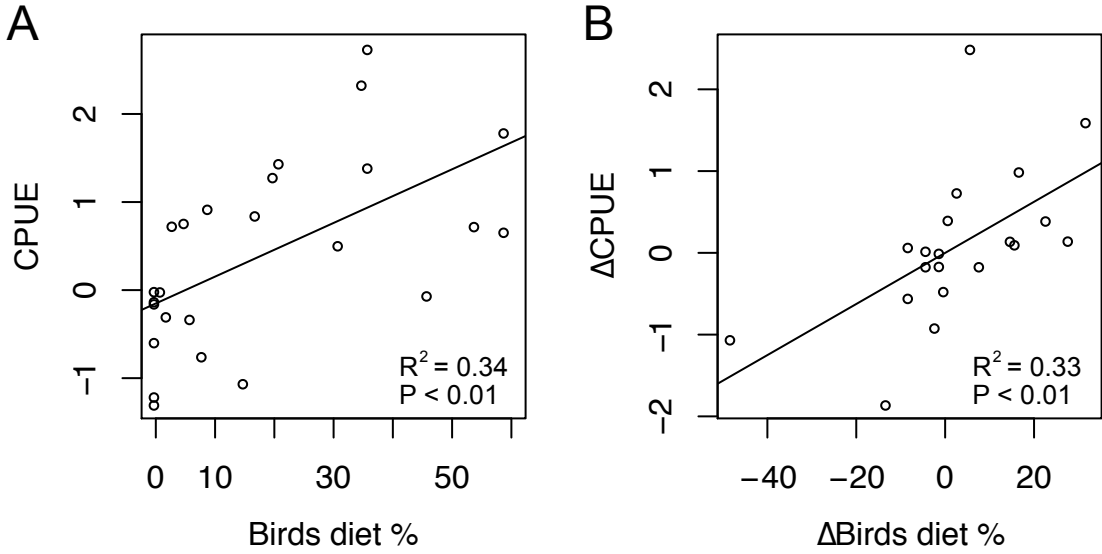 A
CPUE
2
1
0
−1
R2 = 0.34
P < 0.01
0 10 30 50
Birds diet %
B
ΔCPUE
2
1
0
−1
−2
R2 = 0.33
P < 0.01
−40 −20 0 20
ΔBirds diet %